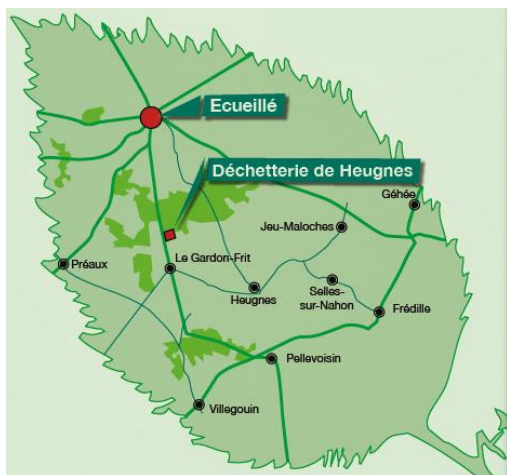 Ecueillé
Déchetterie de Heugnes
Géhée
Jeu-Maloches
Préaux
Le Gardon-Frit
Heugnes
Selles-
sur-Nahon
Frédille
Pellevoisin
Villegouin